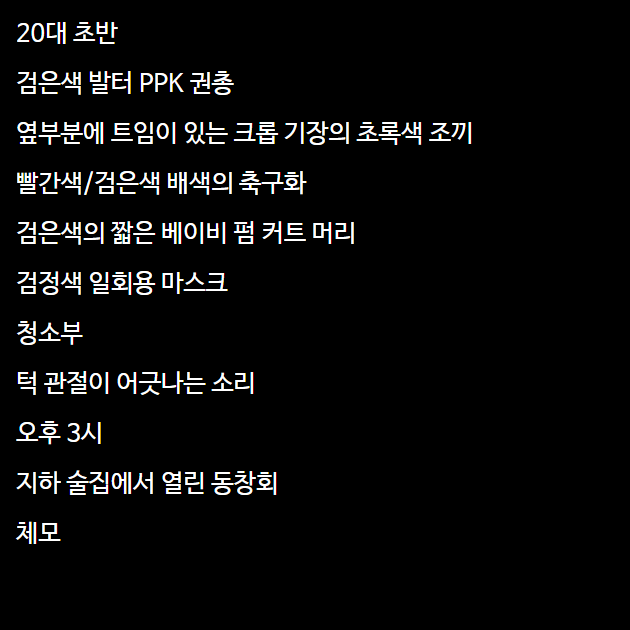 20대 초반
검은색 발터 PPK 권총
옆부분에 트임이 있는 크롭 기장의 초록색 조끼
빨간색/검은색 배색의 축구화
검은색의 짧은 베이비 펌 커트 머리
검정색 일회용 마스크
청소부
턱 관절이 어긋나는 소리
오후 3시
지하 술집에서 열린 동창회
체모